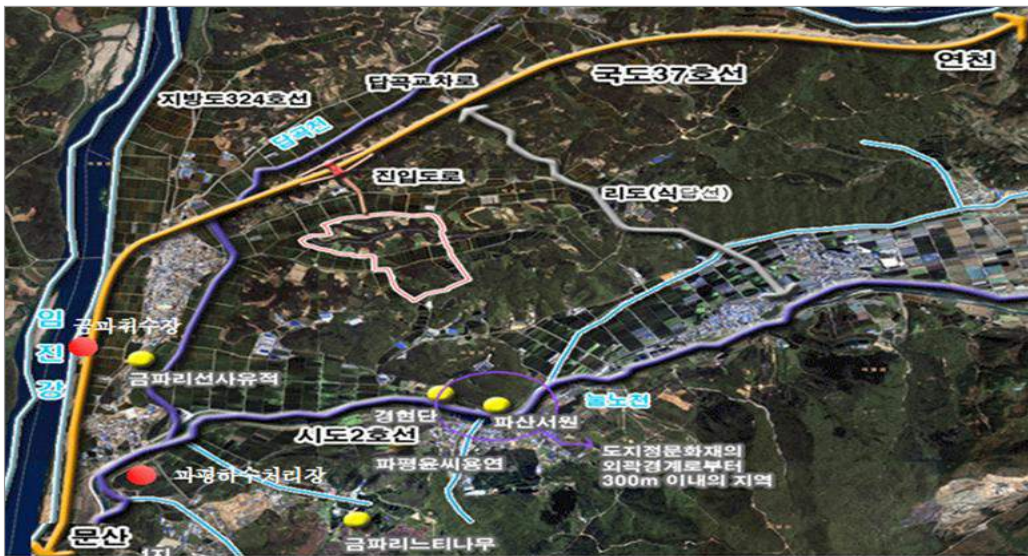 연천
국도37호선
답곡교차로
지방도324호선
답곡천
진입도로
리도(식답선)
임
진
강
금파취수장
금파리선사유적
경현단
파산서원
눌노천
시도2호선
파평윤씨용연
도지정문화재의
외곽경계로부터
300m 이내의 지역
파평하수처리장
금파리느티나무
문산